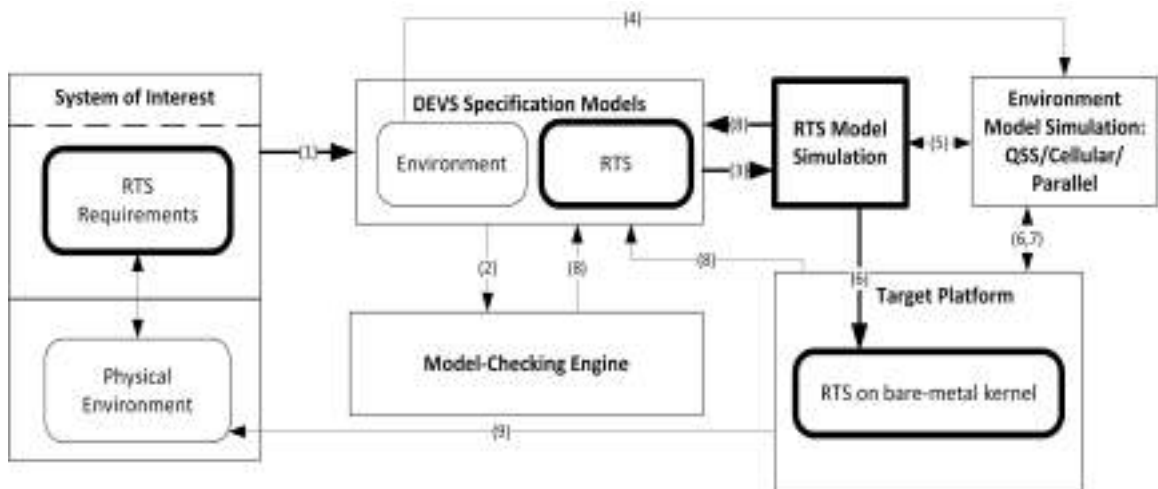 (4)
System of Interest
DEVS Specification Models
RTS Model
Simulation
Environment
Model Simulation:
QSS/Cellular/
Parallel
(1)
Environment
RTS
(8)
(3)
(5)
RTS
Requirements
(2)
(8)
(8)
(6)
(6,7)
Target Platform
Model-Checking Engine
Physical
Environment
RTS on bare-metal kernel
(9)